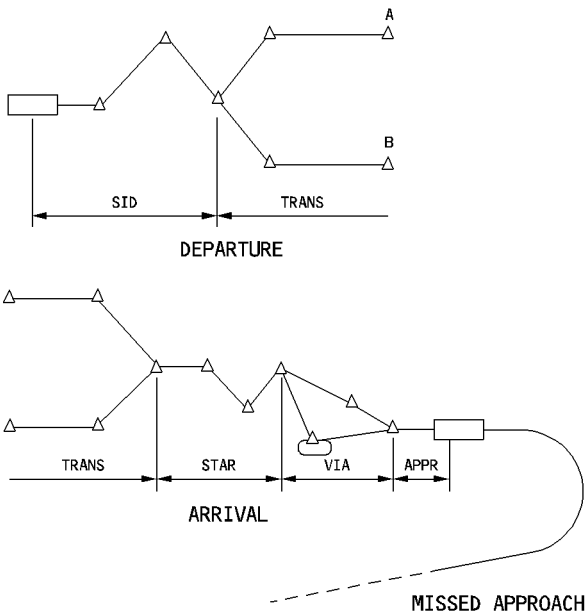 A
B
SID TRANS
DEPARTURE
TRANS STAR VIA APPR
ARRIVAL
MISSED APPROACH